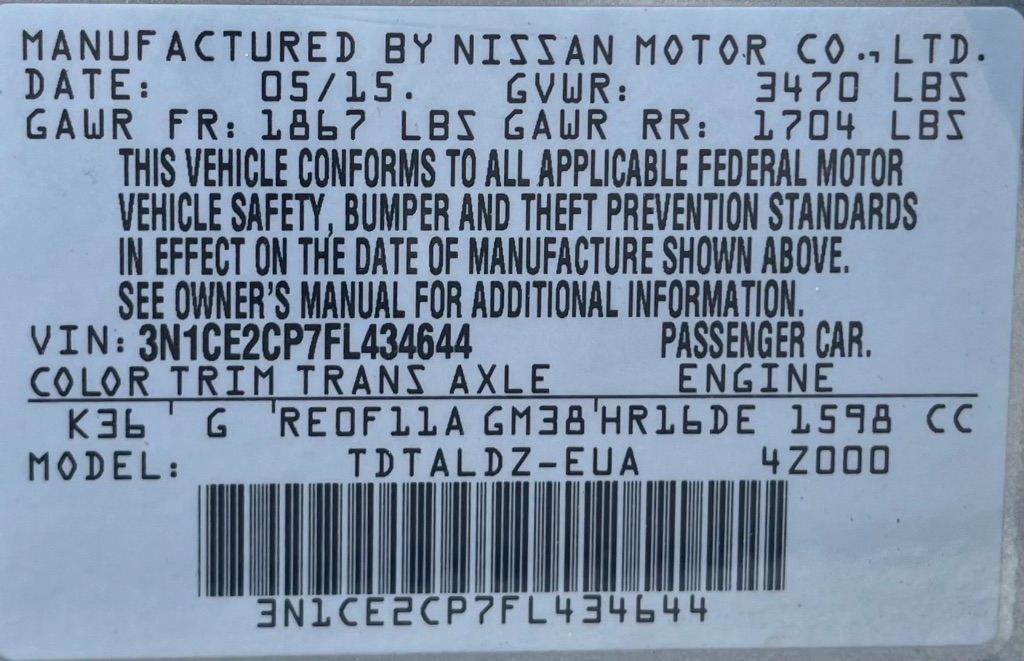 MANUFACTURED BY NISSAN MOTOR CO., LTD.
DATE: 05/15. GVWR: 3470 LBS
GAWR FR: 1867 LBS GAWR RR: 1704 LBS
THIS VEHICLE CONFORMS TO ALL APPLICABLE FEDERAL MOTOR
VEHICLE SAFETY, BUMPER AND THEFT PREVENTION STANDARDS
IN EFFECT ON THE DATE OF MANUFACTURE SHOWN ABOVE.
SEE OWNER'S MANUAL FOR ADDITIONAL INFORMATION.
VIN: 3N1CE2CP7FL434644 PASSENGER CAR.
COLOR TRIM TRANS AXLE ENGINE
K36 ' G 'RE0F11A GM38'HR16DE 1598 CC
MODEL: TDTALDZ-EUA 4Z000
3N1CE2CP7FL434644